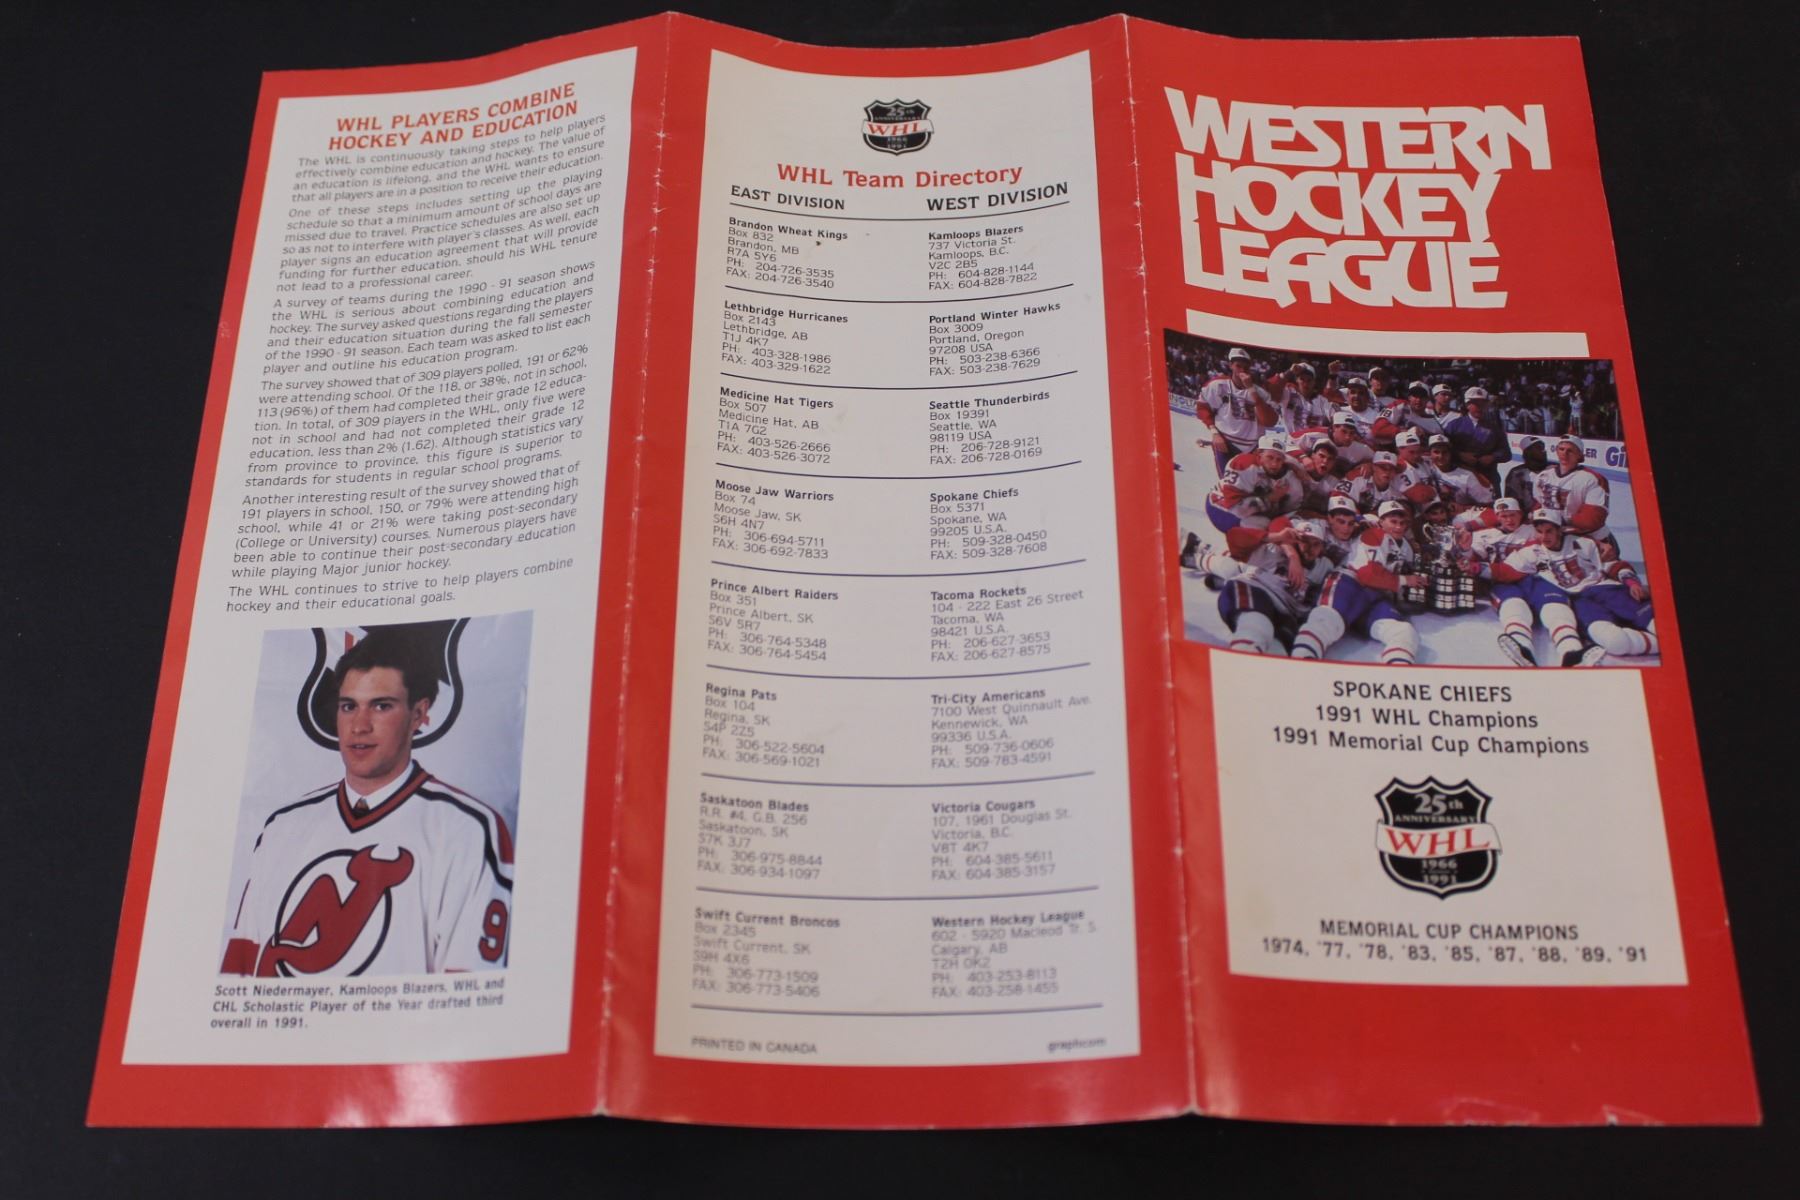 WHL PLAYERS COMBINE
HOCKEY AND EDUCATION
The WHL is continuously taking steps to help players
effectively combine education and hockey. The value of
an education is lifelong, and the WHL wants to ensure
that all players are in a position to receive their education.
One of these steps includes setting up the playing
schedule so that a minimum amount of school days are
missed due to travel. Practice schedules are also set up
so as not to interfere with player's classes. As well, each
player signs an education agreement that will provide
funding for further education, should his WHL tenure
not lead to a professional career.
A survey of teams during the 1990 - 91 season shows
the WHL is serious about combining education and
hockey. The survey asked questions regarding the players
and their education situation during the fall semester
of the 1990 - 91 season. Each team was asked to list each
player and outline his education program.
The survey showed that of 309 players polled, 191 or 62%
were attending school. Of the 118, or 38%, not in school,
113 (96%) of them had completed their grade 12 educa-
tion. In total, of 309 players in the WHL, only five were
not in school and had not completed their grade 12
education, less than 2% (1.62). Although statistics vary
from province to province, this figure is superior to
standards for students in regular school programs.
Another interesting result of the survey showed that of
191 players in school, 150, or 79% were attending high
school, while 41 or 21% were taking post-secondary
(College or University) courses. Numerous players have
been able to continue their post-secondary education
while playing Major junior hockey.
The WHL continues to strive to help players combine
hockey and their educational goals.
9
Scott Niedermayer, Kamloops Blazers, WHL and
CHL Scholastic Player of the Year drafted third
overall in 1991.
25th
ANNIVERSARY
WHL
1966
1991
WHL Team Directory
EAST DIVISION
Brandon Wheat Kings
Box 832
Brandon, MB
R7A 5Y6
PH: 204-726-3535
FAX: 204-726-3540
Lethbridge Hurricanes
Box 2143
Lethbridge, AB
T1J 4K7
PH: 403-328-1986
FAX: 403-329-1622
Medicine Hat Tigers
Box 507
Medicine Hat, AB
T1A 7G2
PH: 403-526-2666
FAX: 403-526-3072
Moose Jaw Warriors
Box 74
Moose Jaw, SK
S6H 4N7
PH: 306-694-5711
FAX: 306-692-7833
Prince Albert Raiders
Box 351
Prince Albert, SK
S6V 5R7
PH: 306-764-5348
FAX: 306-764-5454
Regina Pats
Box 104
Regina, SK
S4P 2Z5
PH: 306-522-5604
FAX: 306-569-1021
Saskatoon Blades
R.R. #4, G.B. 256
Saskatoon, SK
S7K 3J7
PH: 306-975-8844
FAX: 306-934-1097
Swift Current Broncos
Box 2345
Swift Current, SK
S9H 4X6
PH: 306-773-1509
FAX: 306-773-5406
WEST DIVISION
Kamloops Blazers
737 Victoria St.
Kamloops, B.C.
V2C 2B5
PH: 604-828-1144
FAX: 604-828-7822
Portland Winter Hawks
Box 3009
Portland, Oregon
97208 USA
PH: 503-238-6366
FAX: 503-238-7629
Seattle Thunderbirds
Box 19391
Seattle, WA
98119 USA
PH: 206-728-9121
FAX: 206-728-0169
Spokane Chiefs
Box 5371
Spokane, WA
99205 U.S.A.
PH: 509-328-0450
FAX: 509-328-7608
Tacoma Rockets
104 - 222 East 26 Street
Tacoma, WA
98421 U.S.A.
PH: 206-627-3653
FAX: 206-627-8575
Tri-City Americans
7100 West Quinnault Ave.
Kennewick, WA
99336 U.S.A.
PH: 509-736-0606
FAX: 509-783-4591
Victoria Cougars
107, 1961 Douglas St.
Victoria, B.C.
V8T 4K7
PH: 604-385-5611
FAX: 604-385-3157
Western Hockey League
602 - 5920 Macleod Tr. S.
Calgary, AB
T2H 0K2
PH: 403-253-8113
FAX: 403-258-1455
PRINTED IN CANADA
graphcom
WESTERN
HOCKEY
LEAGUE
SPOKANE CHIEFS
1991 WHL Champions
1991 Memorial Cup Champions
25th
ANNIVERSARY
WHL
1966
1991
MEMORIAL CUP CHAMPIONS
1974, '77, '78, '83, '85, '87, '88, '89, '91